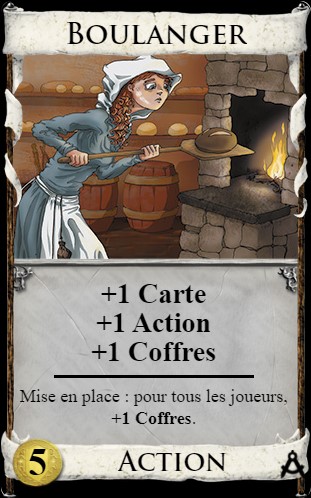 BOULANGER
+1 Carte
+1 Action
+1 Coffres
Mise en place : pour tous les joueurs,
+1 Coffres.
5 ACTION